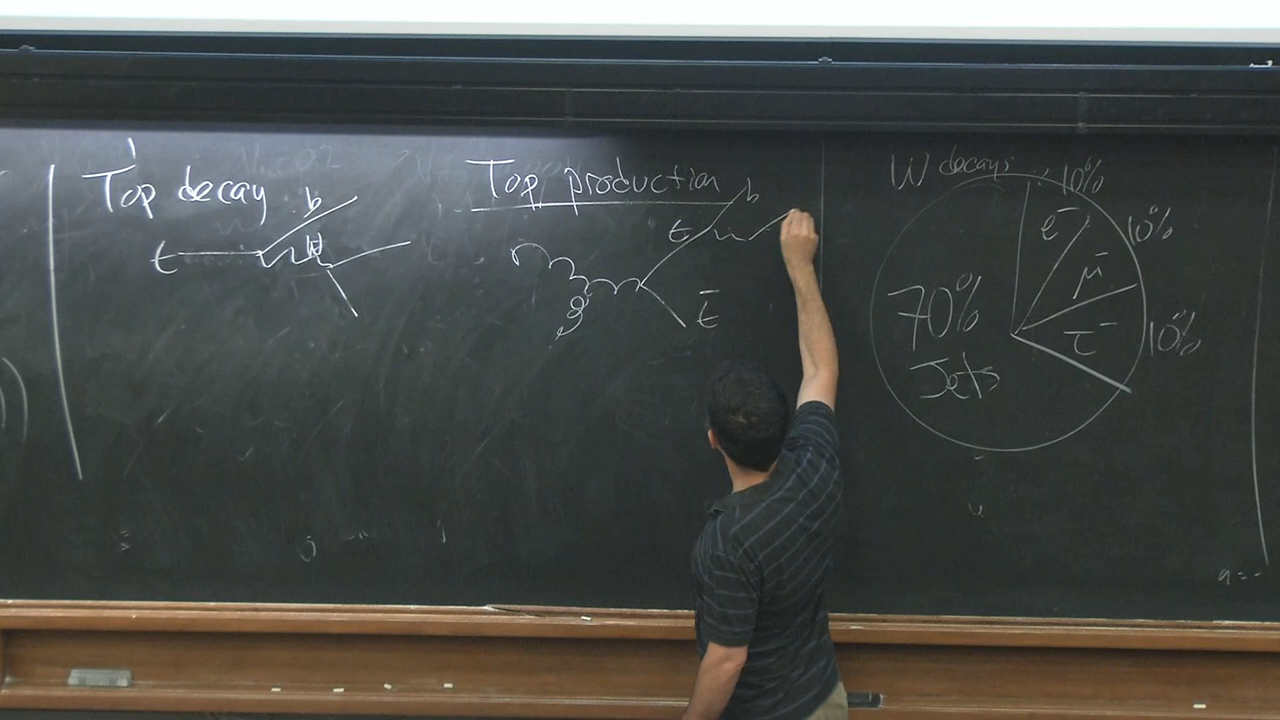 Top decay
b
t
W
Top production
b
t
t̄
W decays
10%
e⁻
10%
μ⁻
70%
τ⁻
10%
Jets